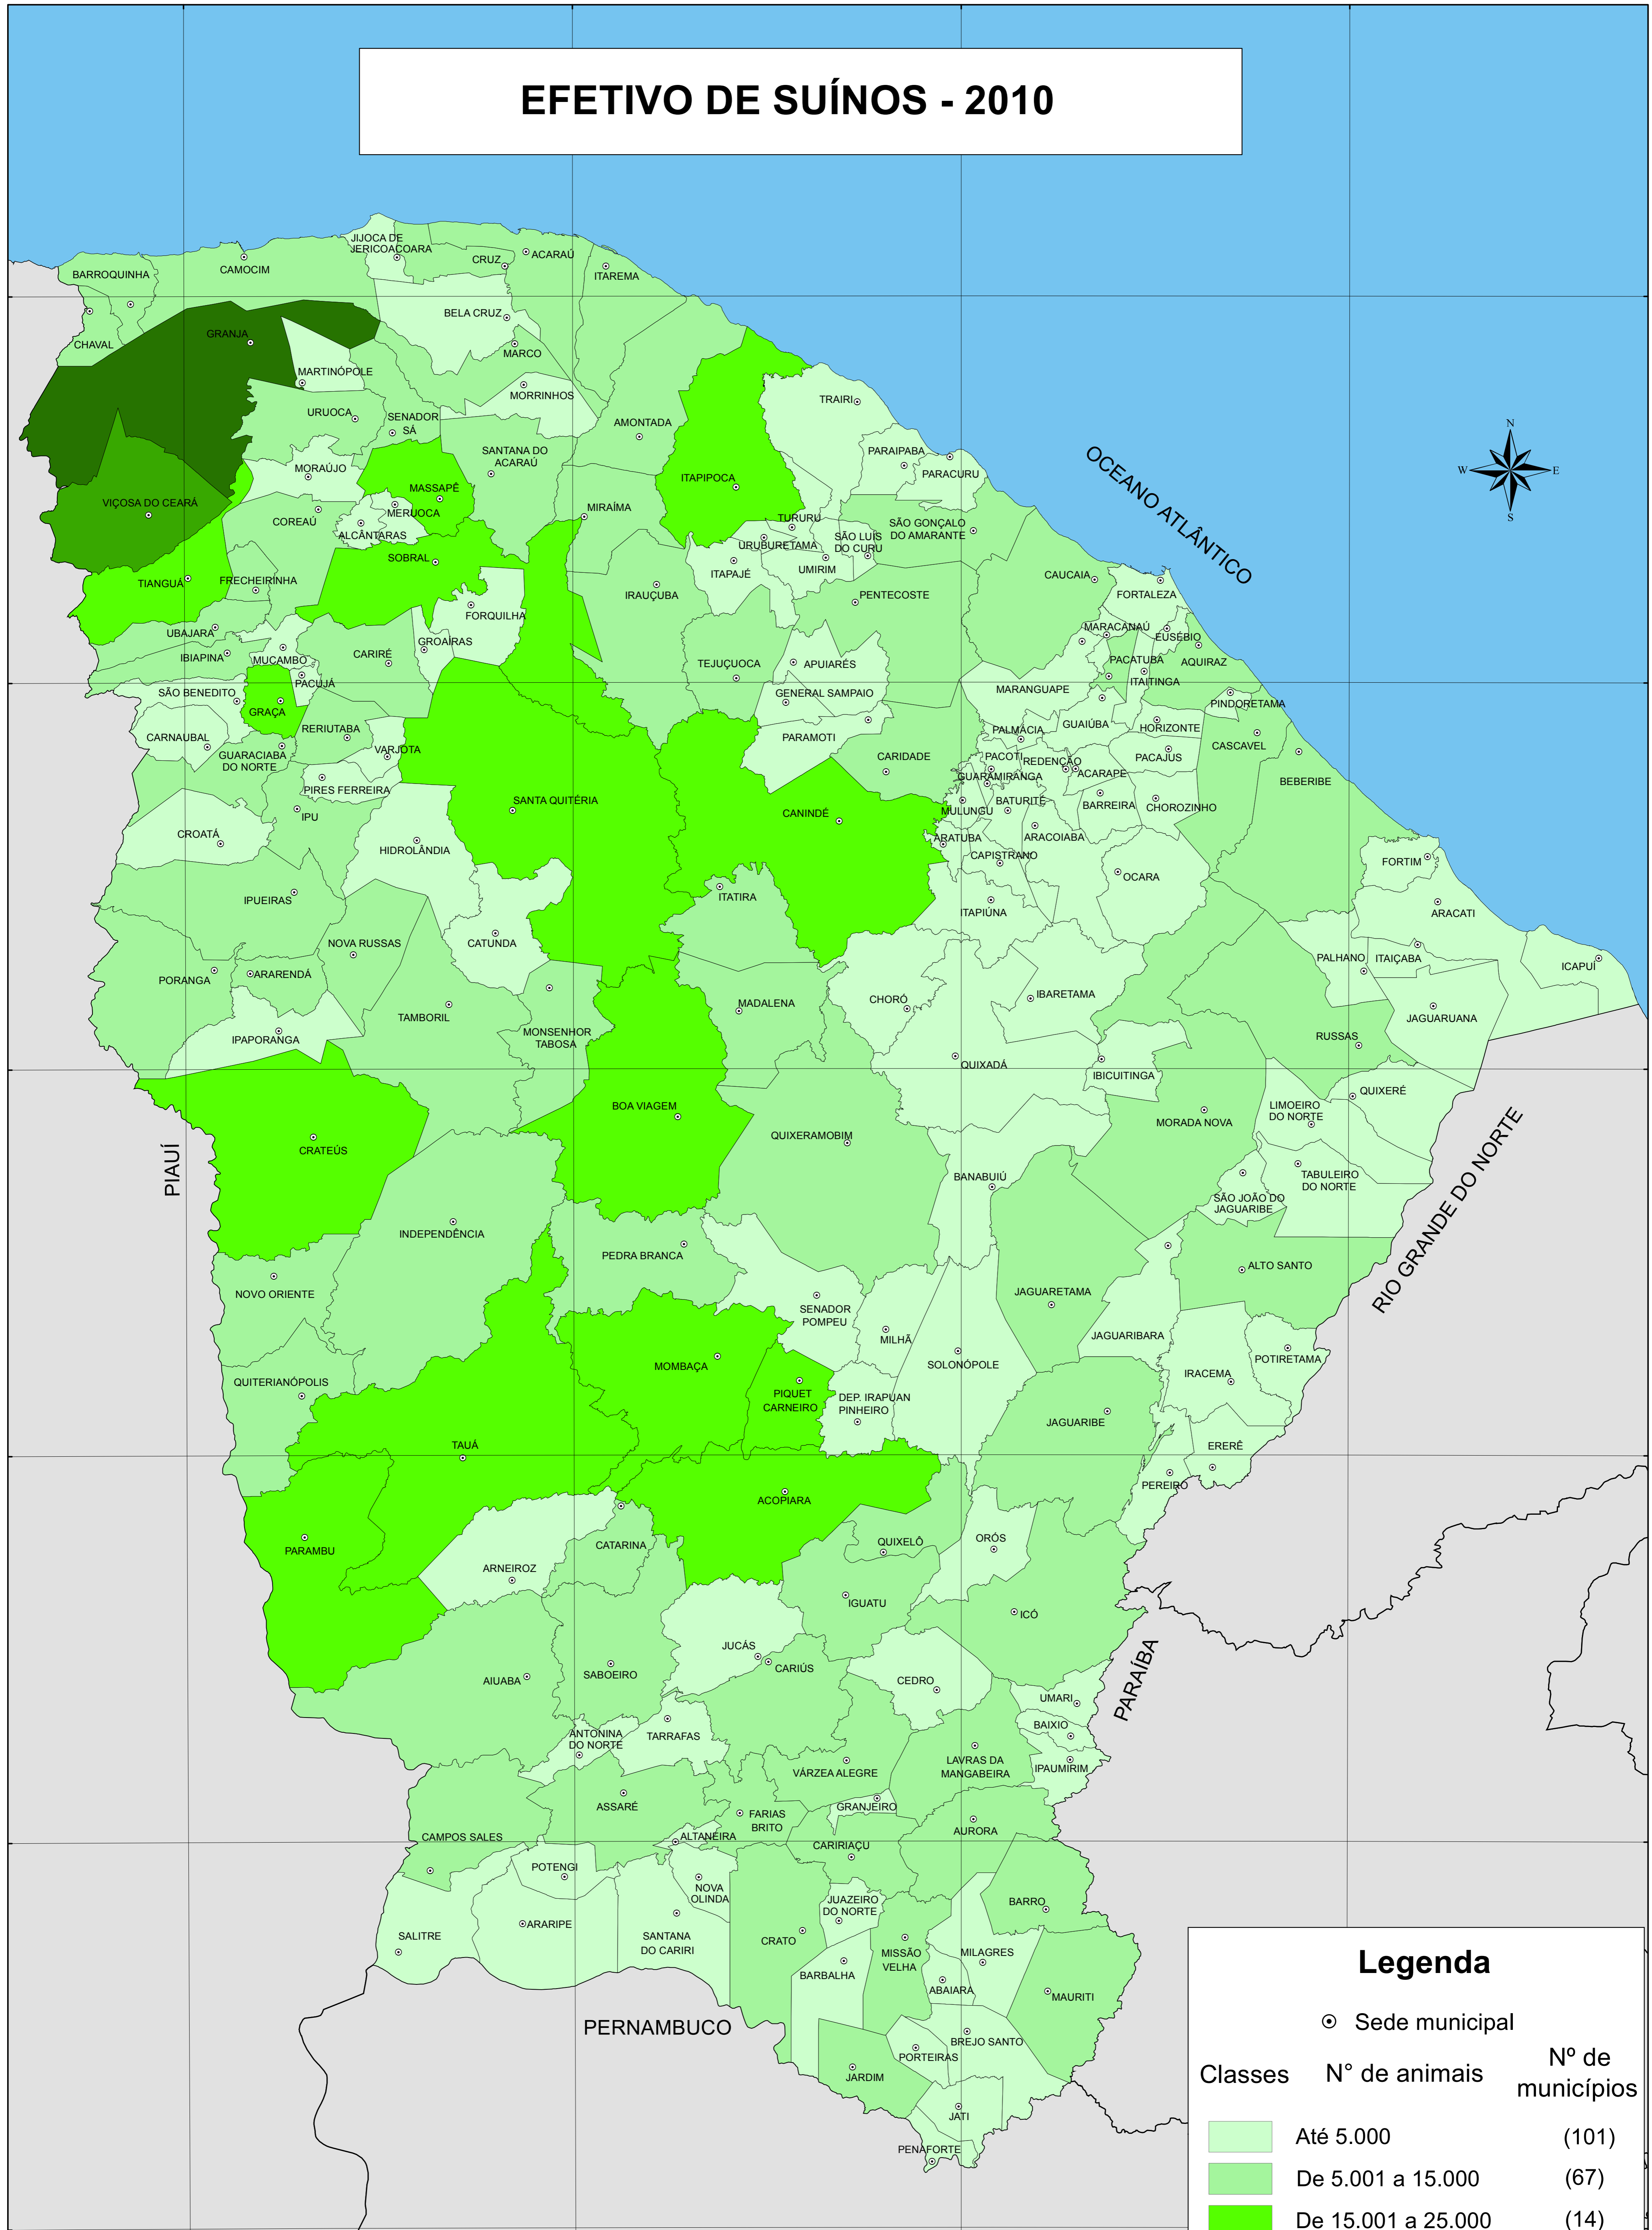 EFETIVO DE SUÍNOS - 2010
JIJOCA DE
JERICOACOARA
CRUZ
ACARAÚ
ITAREMA
CAMOCIM
BARROQUINHA
CHAVAL
GRANJA
BELA CRUZ
MARCO
MARTINÓPOLE
MORRINHOS
URUOCA
SENADOR
SÁ
AMONTADA
TRAIRI
SANTANA DO
ACARAÚ
MORAÚJO
MASSAPÊ
MERUOCA
ITAPIPOCA
PARAIPABA
PARACURU
OCEANO ATLÂNTICO
N
W
E
S
VIÇOSA DO CEARÁ
COREAÚ
ALCÂNTARAS
MIRAÍMA
TURURU
URUBURETAMA
SÃO LUÍS
DO CURU
SÃO GONÇALO
DO AMARANTE
SOBRAL
TIANGUÁ
FRECHEIRINHA
ITAPAJÉ
UMIRIM
CAUCAIA
FORTALEZA
IRAUÇUBA
PENTECOSTE
FORQUILHA
UBAJARA
MARACANAÚ
EUSÉBIO
GROAÍRAS
IBIAPINA
MUCAMBO
CARIRÉ
TEJUÇUOCA
APUIARÉS
PACATUBA
AQUIRAZ
PACUJÁ
ITAITINGA
SÃO BENEDITO
GENERAL SAMPAIO
MARANGUAPE
GRAÇA
PINDORETAMA
RERIUTABA
GUAIÚBA
HORIZONTE
CARNAUBAL
PARAMOTI
PALMÁCIA
CASCAVEL
VARJOTA
GUARACIABA
DO NORTE
CARIDADE
PACOTI
REDENÇÃO
PACAJUS
GUARAMIRANGA
ACARAPE
BEBERIBE
PIRES FERREIRA
SANTA QUITÉRIA
CANINDÉ
MULUNGU
BATURITÉ
BARREIRA
CHOROZINHO
IPU
CROATÁ
HIDROLÂNDIA
ARATUBA
ARACOIABA
CAPISTRANO
FORTIM
OCARA
IPUEIRAS
ITATIRA
ITAPIÚNA
ARACATI
NOVA RUSSAS
CATUNDA
PALHANO
ITAIÇABA
ICAPUÍ
PORANGA
ARARENDÁ
CHORÓ
IBARETAMA
MADALENA
TAMBORIL
JAGUARUANA
IPAPORANGA
MONSENHOR
TABOSA
RUSSAS
QUIXADÁ
IBICUITINGA
QUIXERÉ
BOA VIAGEM
LIMOEIRO
DO NORTE
MORADA NOVA
QUIXERAMOBIM
CRATEÚS
PIAUÍ
BANABUIÚ
TABULEIRO
DO NORTE
SÃO JOÃO DO
JAGUARIBE
RIO GRANDE DO NORTE
INDEPENDÊNCIA
PEDRA BRANCA
ALTO SANTO
NOVO ORIENTE
JAGUARETAMA
SENADOR
POMPEU
MILHÃ
JAGUARIBARA
SOLONÓPOLE
MOMBAÇA
POTIRETAMA
IRACEMA
QUITERIANÓPOLIS
PIQUET
CARNEIRO
DEP. IRAPUAN
PINHEIRO
JAGUARIBE
TAUÁ
ERERÊ
PEREIRO
ACOPIARA
PARAMBU
QUIXELÔ
ORÓS
CATARINA
ARNEIROZ
IGUATU
ICÓ
JUCÁS
CARIÚS
AIUABA
SABOEIRO
CEDRO
PARAÍBA
UMARI
ANTONINA
DO NORTE
TARRAFAS
BAIXIO
LAVRAS DA
MANGABEIRA
IPAUMIRIM
VÁRZEA ALEGRE
ASSARÉ
GRANJEIRO
FARIAS
BRITO
AURORA
CAMPOS SALES
ALTANEIRA
CARIRIAÇU
POTENGI
NOVA
OLINDA
JUAZEIRO
DO NORTE
BARRO
ARARIPE
SALITRE
SANTANA
DO CARIRI
CRATO
MISSÃO
VELHA
MILAGRES
BARBALHA
ABAIARA
MAURITI
PERNAMBUCO
BREJO SANTO
PORTEIRAS
JARDIM
JATI
PENAFORTE
Legenda
Sede municipal
Classes N° de animais Nº de
municípios
Até 5.000 (101)
De 5.001 a 15.000 (67)
De 15.001 a 25.000 (14)